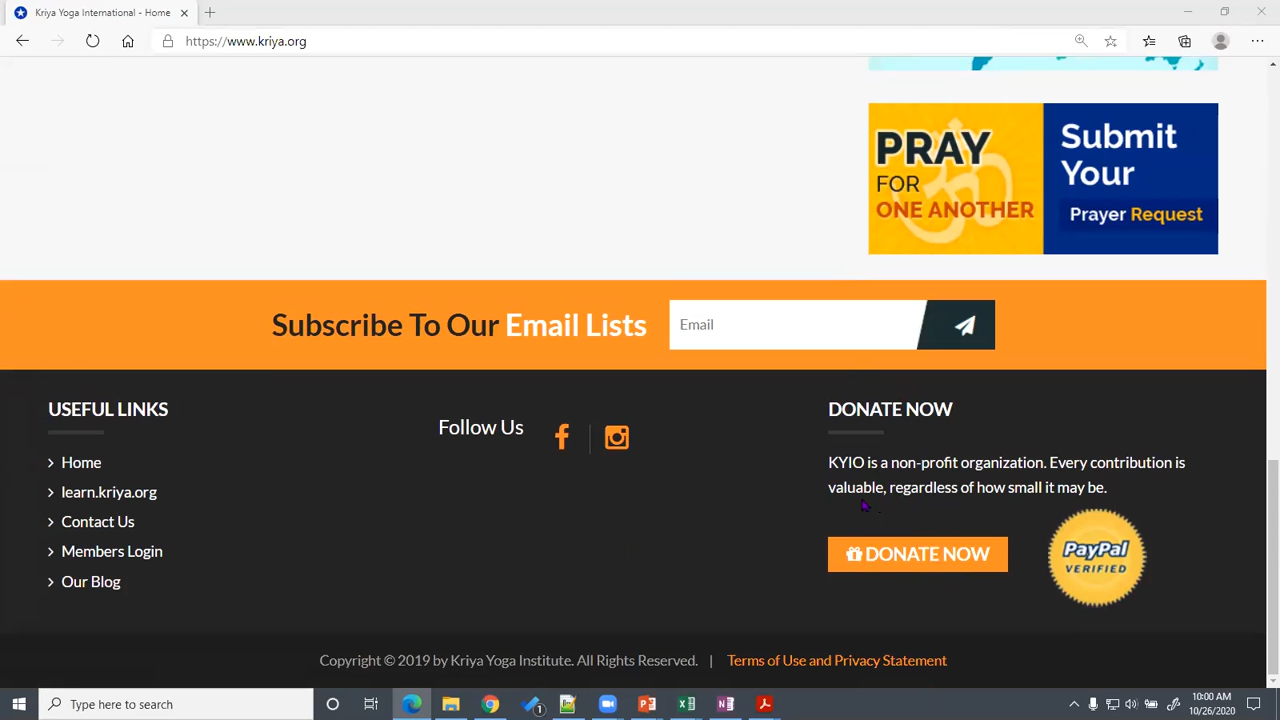 Kriya Yoga International - Home
https://www.kriya.org
PRAY
FOR
ONE ANOTHER
Submit
Your
Prayer Request
Subscribe To Our Email Lists
Email
USEFUL LINKS
Home
learn.kriya.org
Contact Us
Members Login
Our Blog
Follow Us
DONATE NOW
KYIO is a non-profit organization. Every contribution is
valuable, regardless of how small it may be.
DONATE NOW
PayPal
VERIFIED
Copyright © 2019 by Kriya Yoga Institute. All Rights Reserved. | Terms of Use and Privacy Statement
Type here to search
1
10:00 AM
10/26/2020